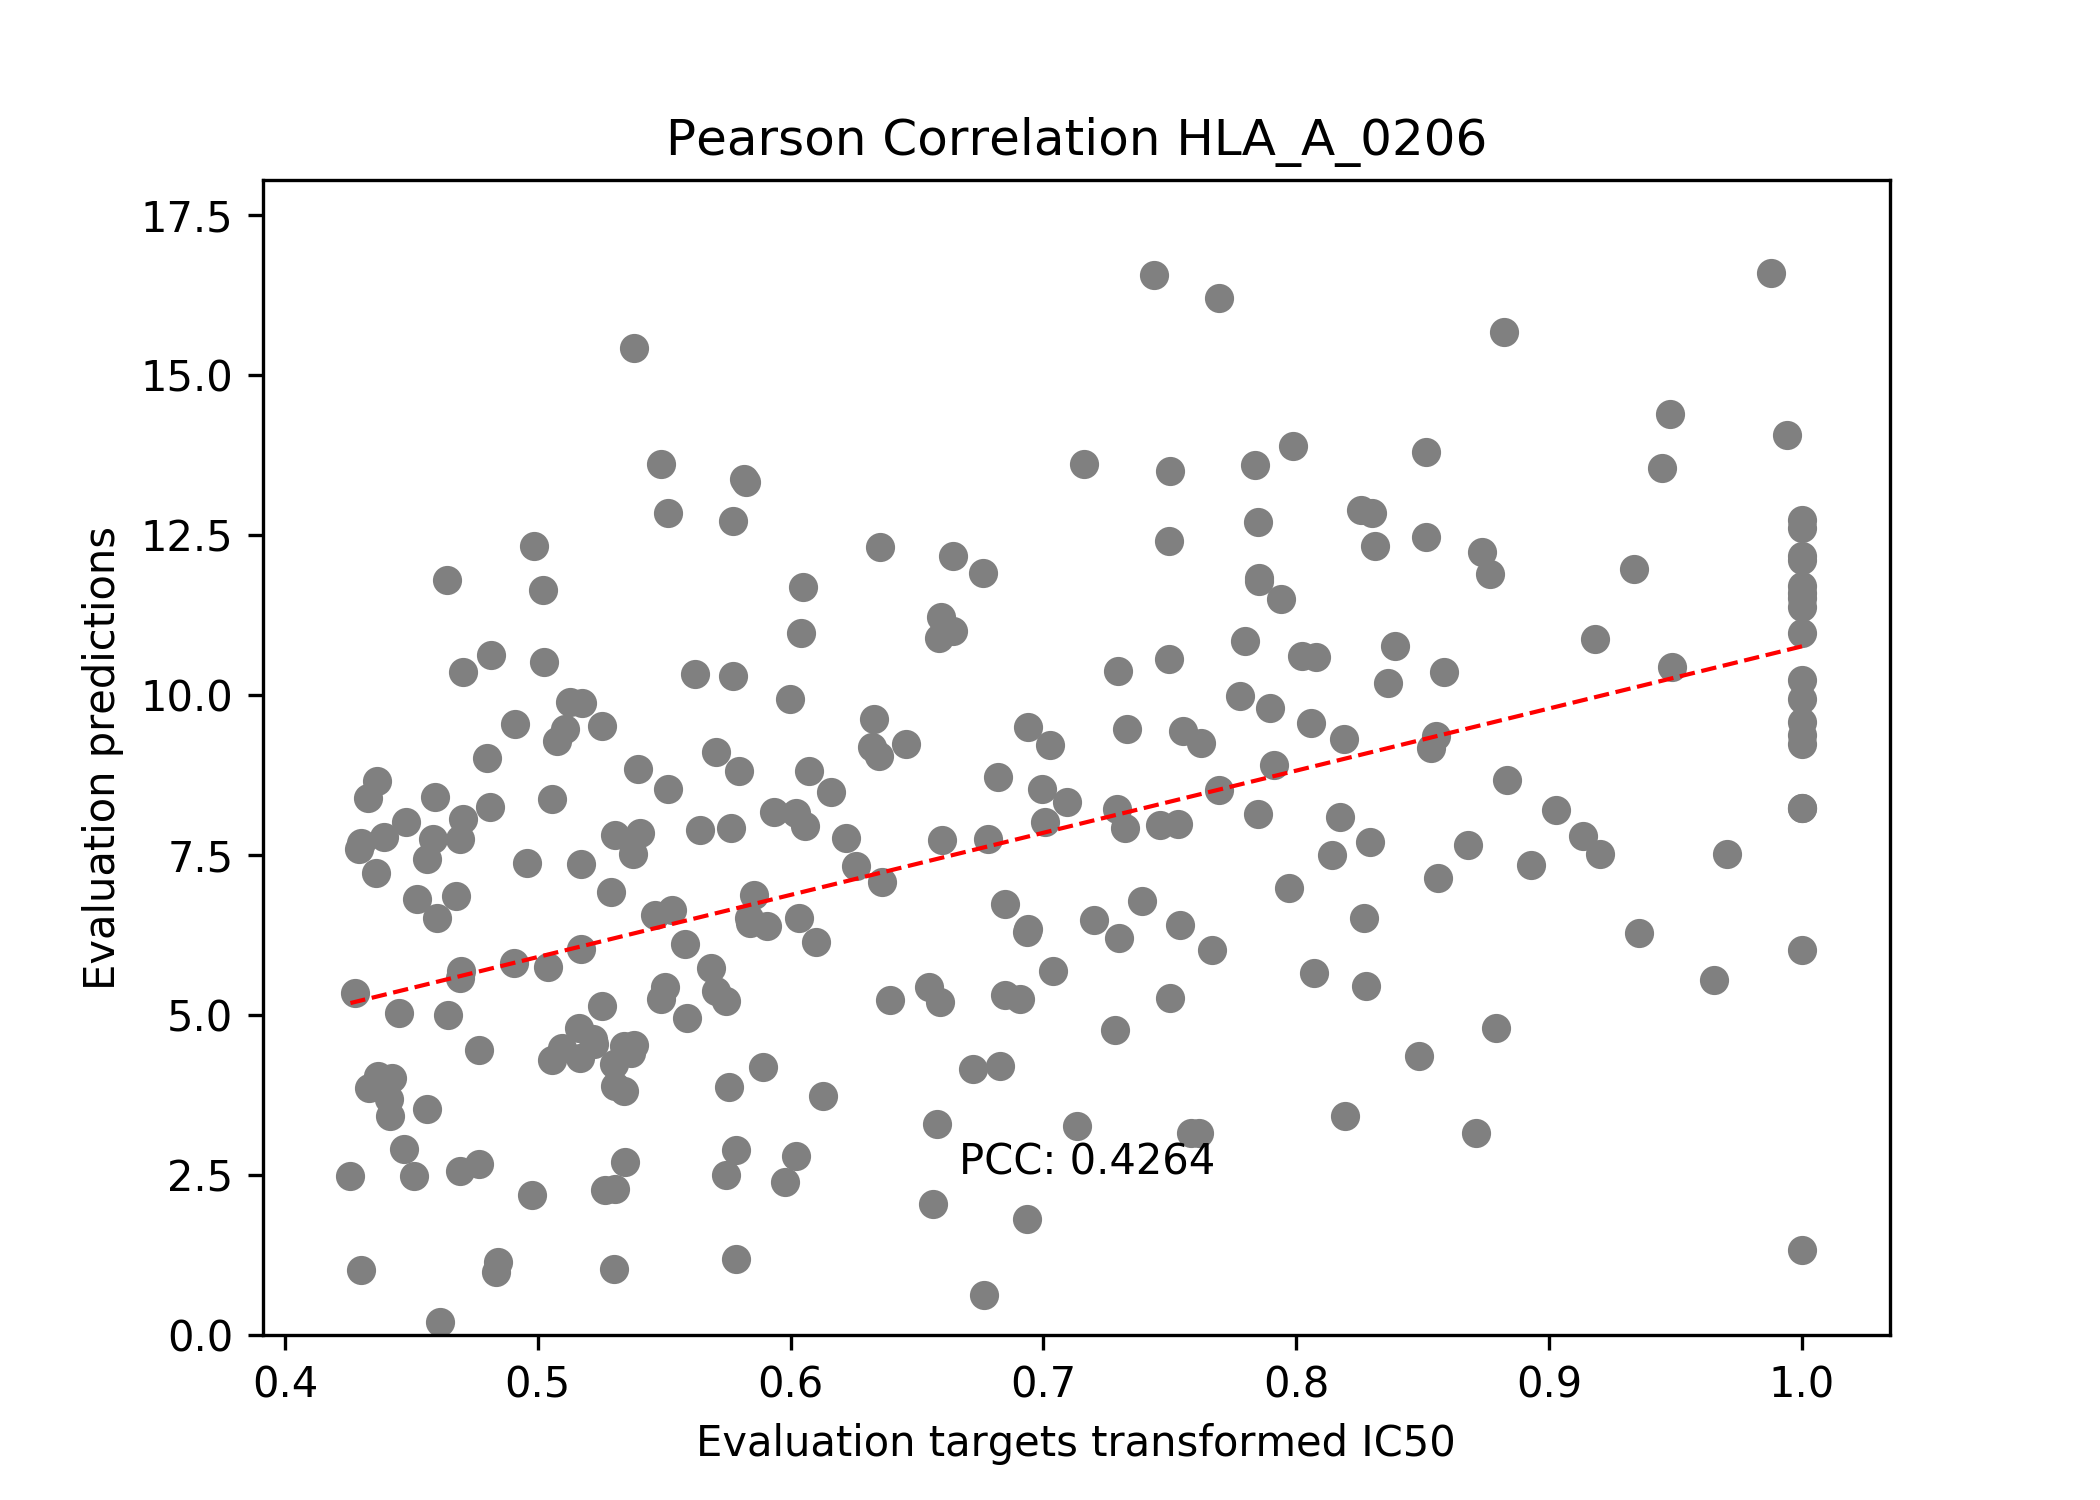 Pearson Correlation HLA_A_0206
17.5
15.0
12.5
10.0
7.5
5.0
2.5
0.0
Evaluation predictions
PCC: 0.4264
0.4 0.5 0.6 0.7 0.8 0.9 1.0
Evaluation targets transformed IC50